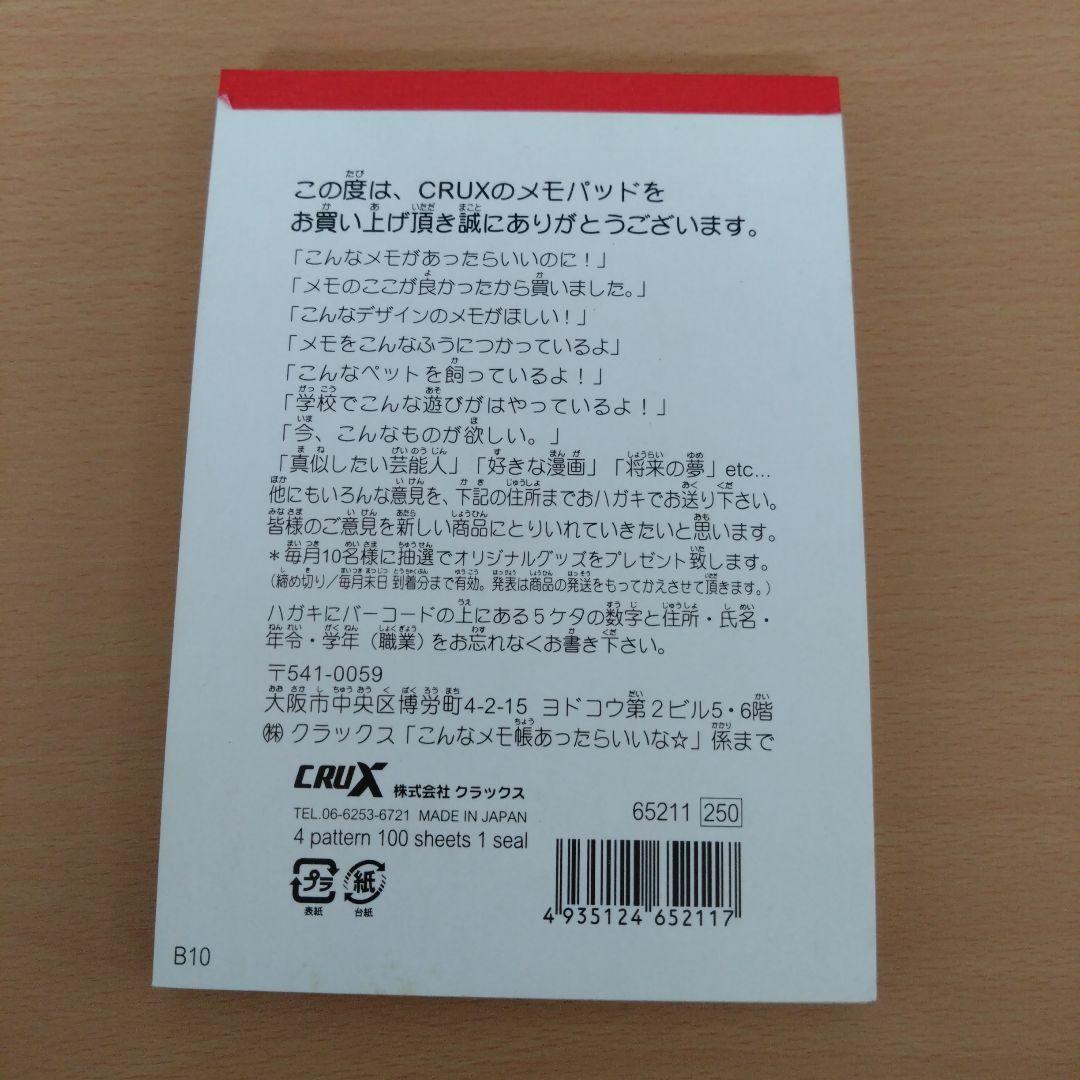 この度は、CRUXのメモパッドを
お買い上げ頂き誠にありがとうございます。
「こんなメモがあったらいいのに！」
「メモのここが良かったから買いました。」
「こんなデザインのメモがほしい！」
「メモをこんなふうにつかっているよ」
「こんなペットを飼っているよ！」
「学校でこんな遊びがはやっているよ！」
「今、こんなものが欲しい。」
「真似したい芸能人」「好きな漫画」「将来の夢」etc...
他にもいろんな意見を、下記の住所までおハガキでお送り下さい。
皆様のご意見を新しい商品にとりいれていきたいと思います。
＊毎月10名様に抽選でオリジナルグッズをプレゼント致します。
（締め切り／毎月末日 到着分まで有効。発表は商品の発送をもってかえさせて頂きます。）
ハガキにバーコードの上にある５ケタの数字と住所・氏名・
年令・学年（職業）をお忘れなくお書き下さい。
〒541-0059
大阪市中央区博労町4-2-15 ヨドコウ第２ビル5・6階
㈱クラックス「こんなメモ帳あったらいいな☆」係まで
CRUX 株式会社 クラックス
TEL.06-6253-6721 MADE IN JAPAN
65211 250
4 pattern 100 sheets 1 seal
プラ 紙
表紙 台紙
4 935124 652117
B10